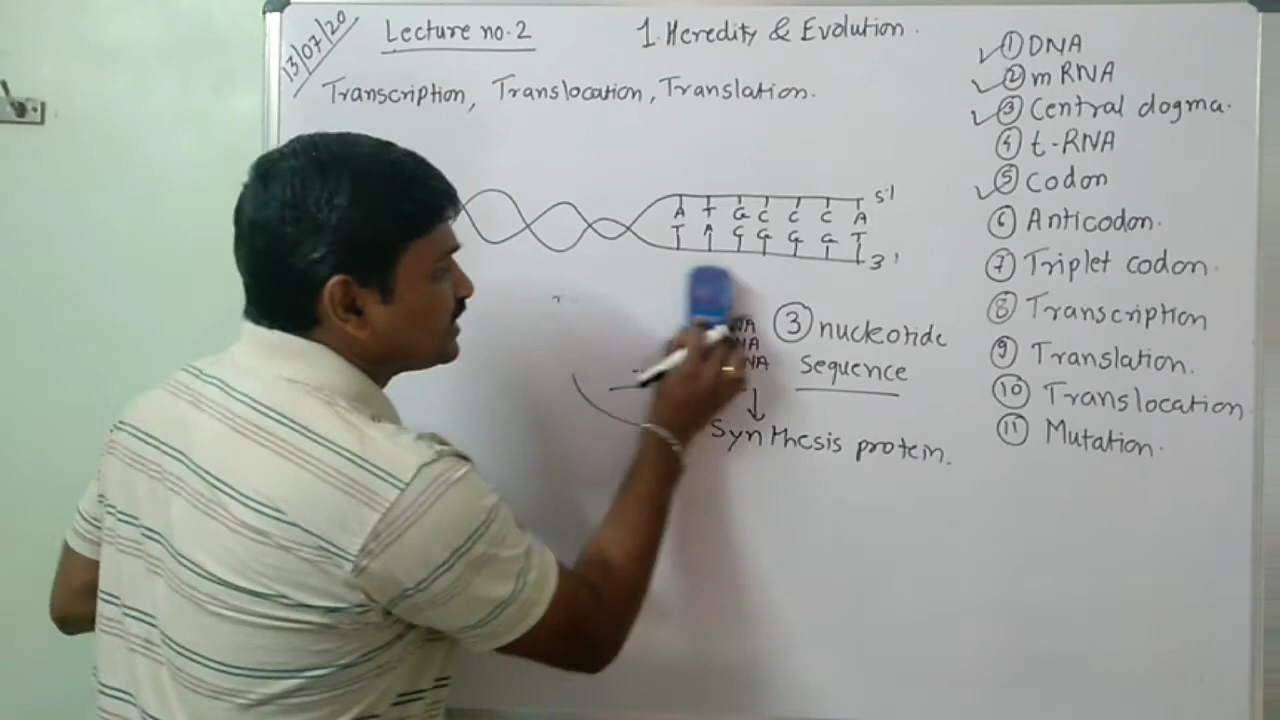 13/07/20
Lecture no. 2
1. Heredity & Evolution.
Transcription, Translocation, Translation.
A T G C C C A 5'
T A G G G 3'
③ nuckotide
Sequence
↓
Synthesis protein.
✓① DNA
✓② mRNA
✓③ Central dogma.
④ t-RNA
✓⑤ Codon
⑥ Anticodon.
⑦ Triplet codon.
⑧ Transcription
⑨ Translation.
⑩ Translocation
⑪ Mutation.